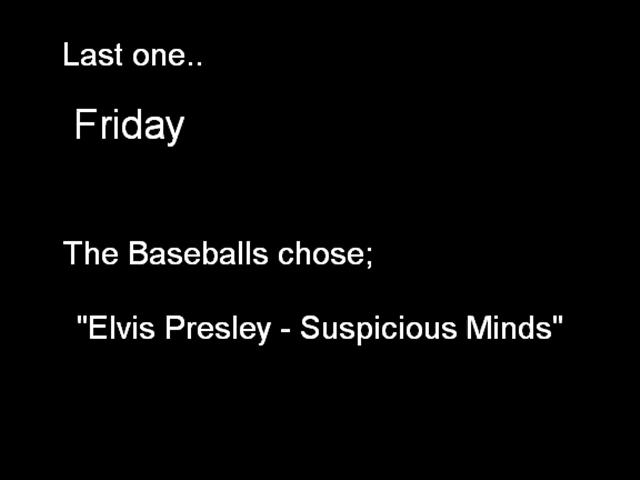 Last one..
Friday
The Baseballs chose;
"Elvis Presley - Suspicious Minds"